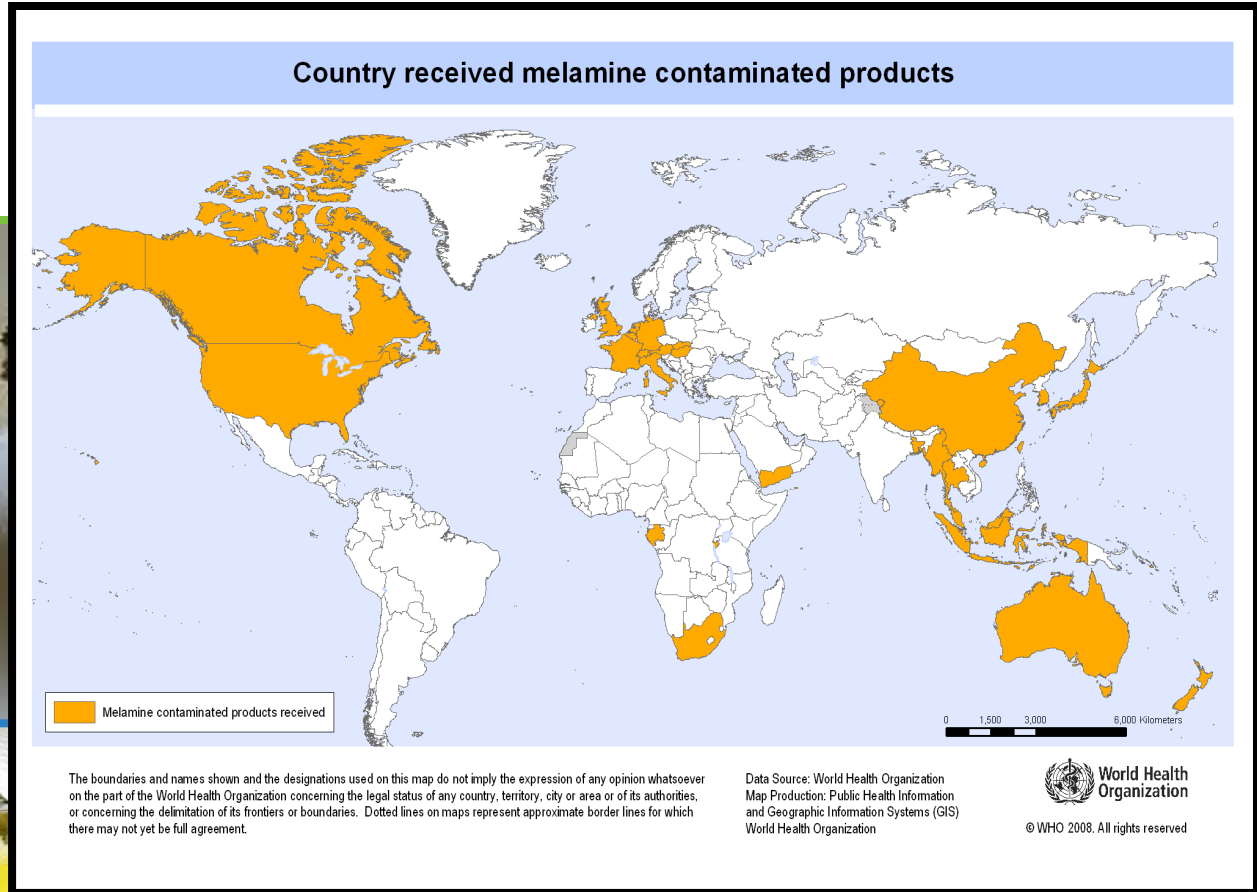 Country received melamine contaminated products
Melamine contaminated products received
0 1,500 3,000 6,000 Kilometers
The boundaries and names shown and the designations used on this map do not imply the expression of any opinion whatsoever
on the part of the World Health Organization concerning the legal status of any country, territory, city or area or of its authorities,
or concerning the delimitation of its frontiers or boundaries.  Dotted lines on maps represent approximate border lines for which
there may not yet be full agreement.
Data Source: World Health Organization
Map Production: Public Health Information
and Geographic Information Systems (GIS)
World Health Organization
World Health
Organization
© WHO 2008. All rights reserved